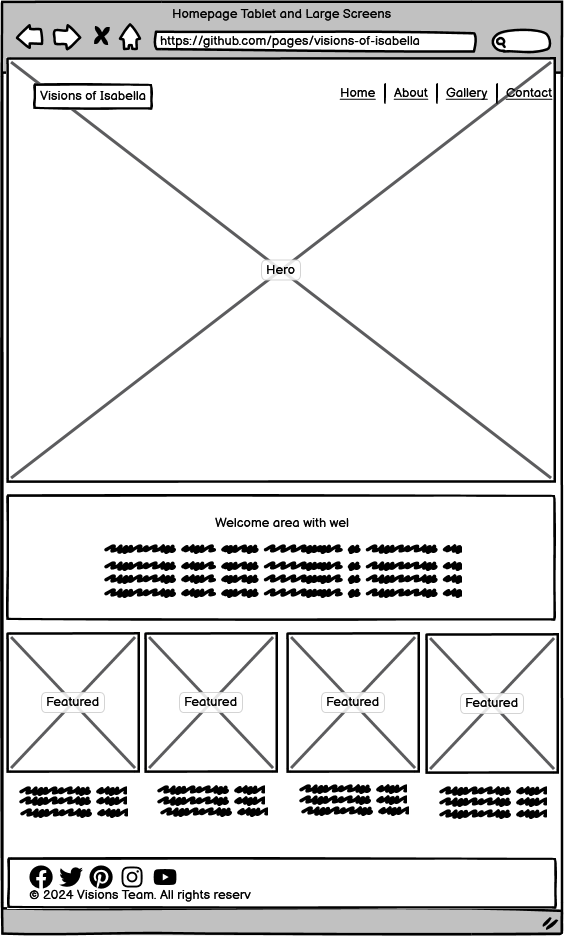 Homepage Tablet and Large Screens
https://github.com/pages/visions-of-isabella
Visions of Isabella
Home About Gallery Contact
Hero
Welcome area with wel
Featured Featured Featured Featured
© 2024 Visions Team. All rights reserv